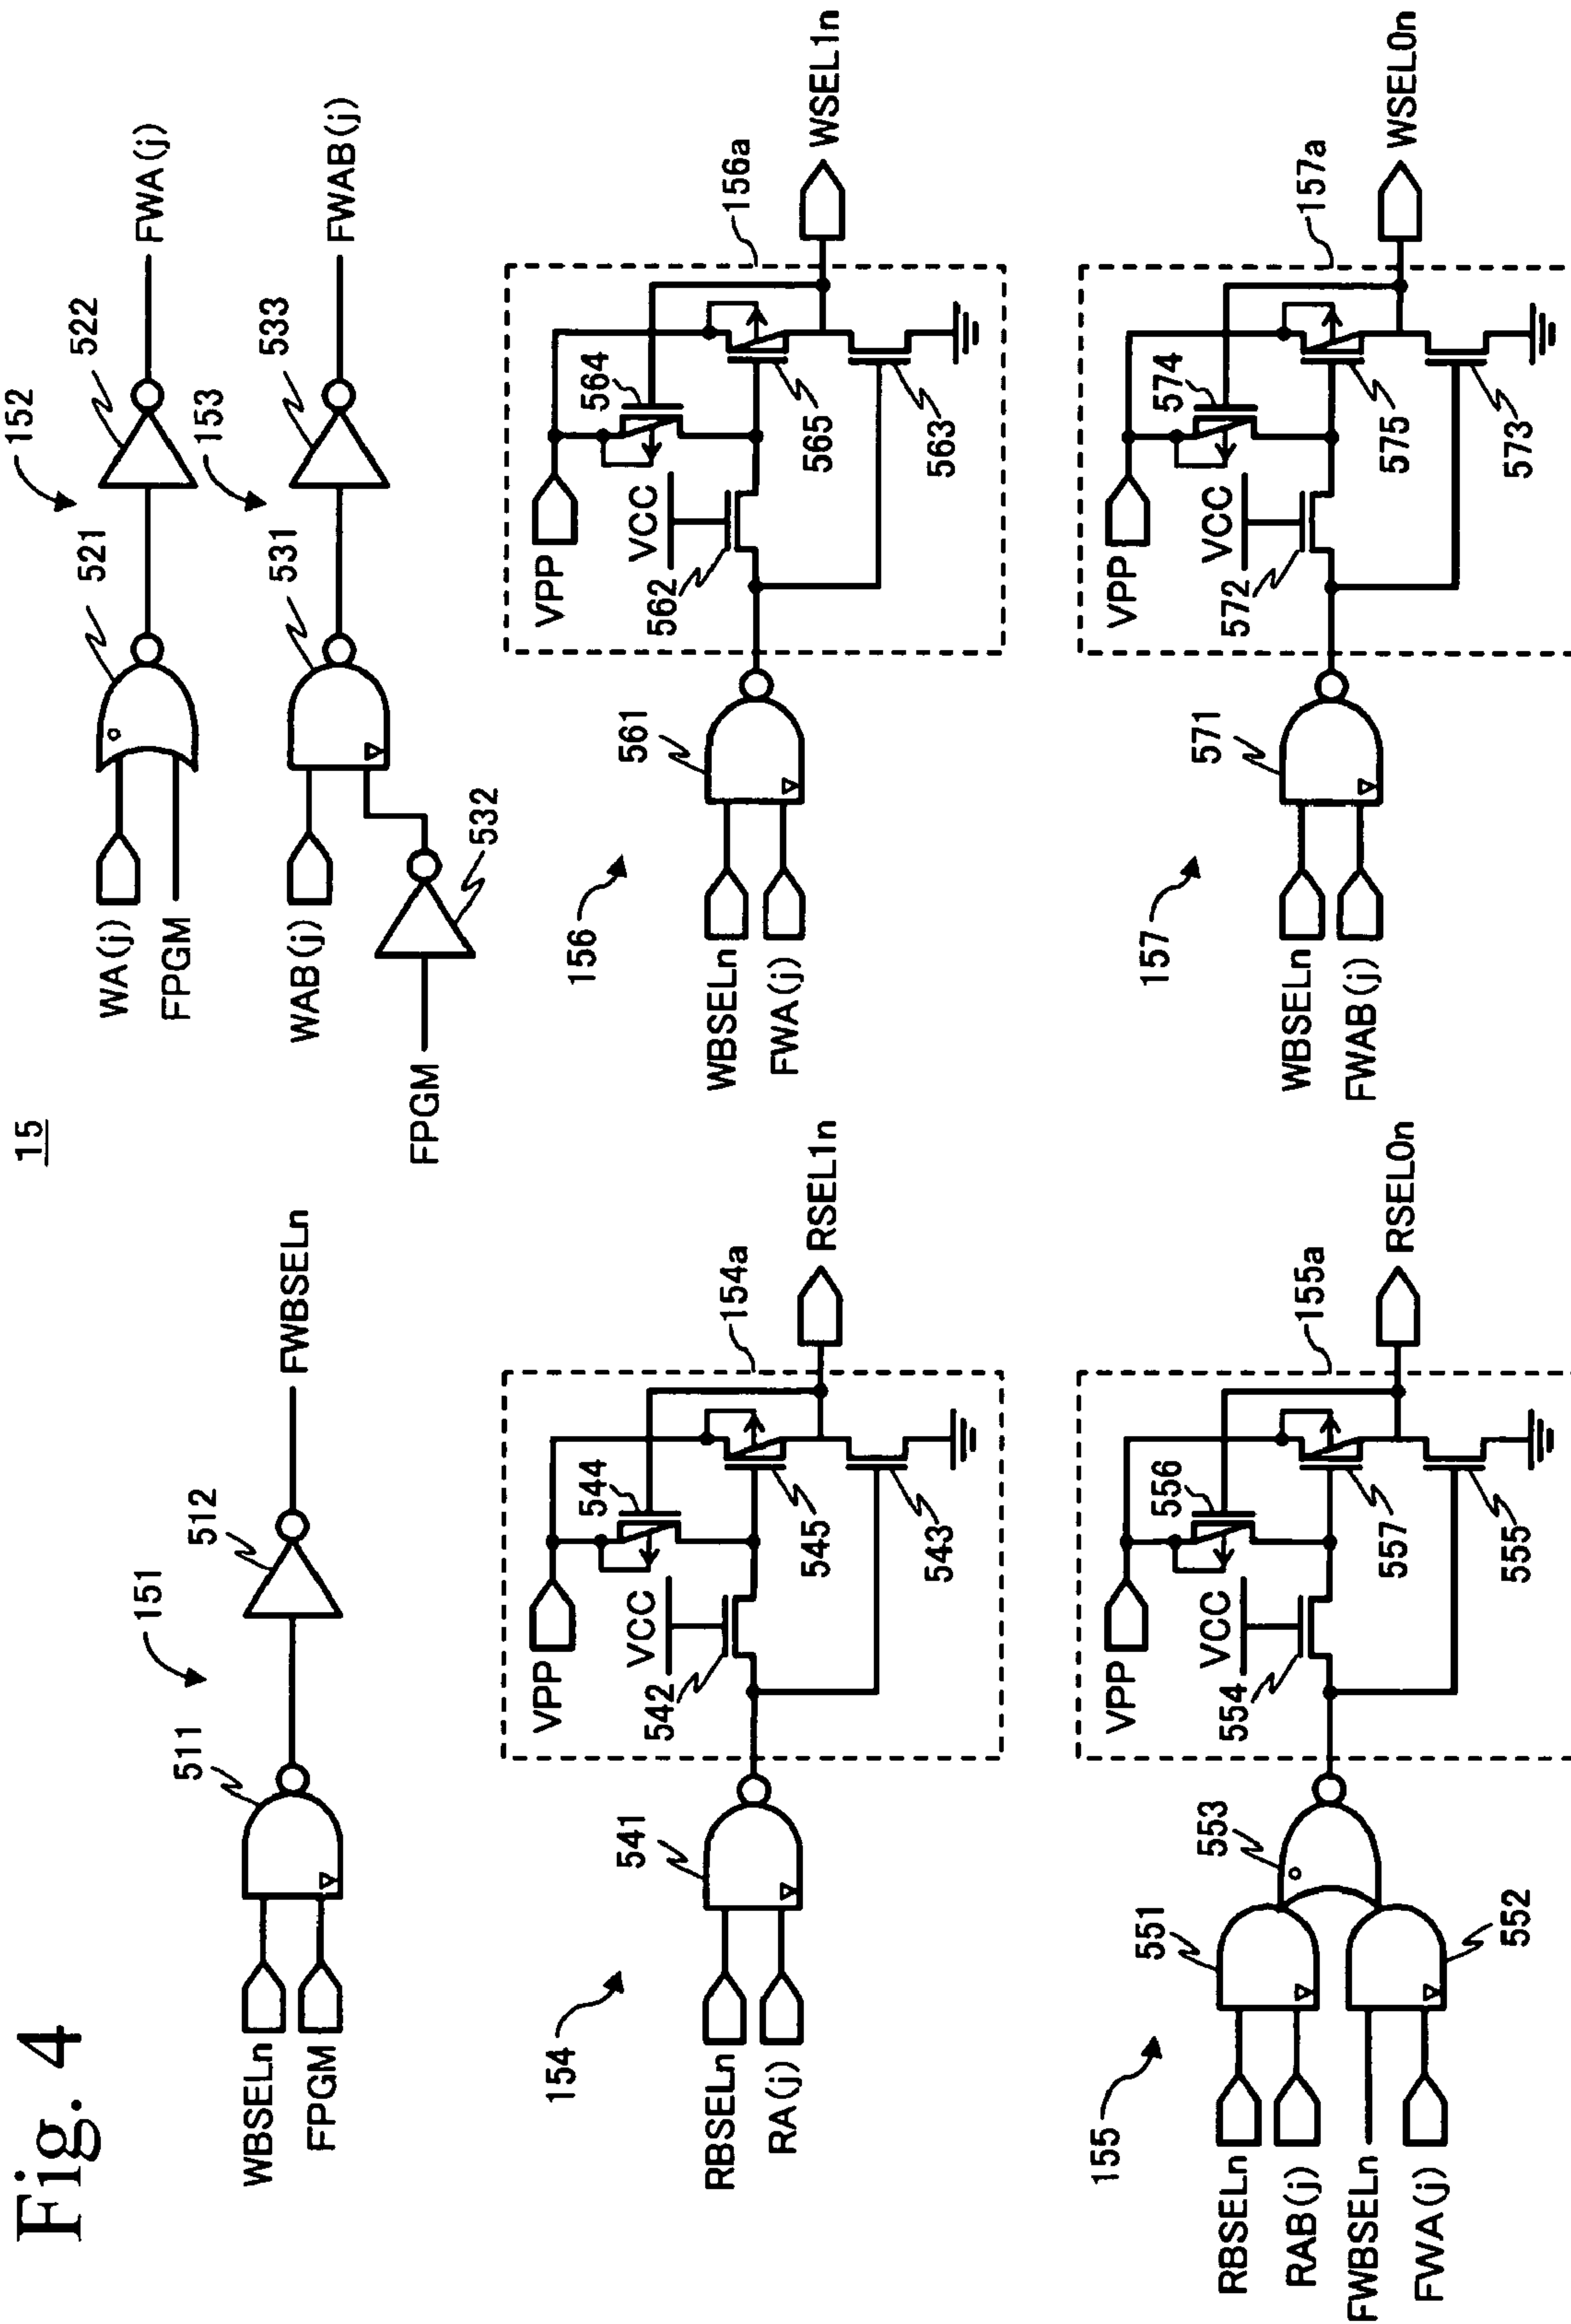 Fig. 4
15
151
WBSELn
FPGM
511
512
FWBSELn
152
WA(j)
FPGM
521
522
FWA(j)
153
WAB(j)
FPGM
532
531
533
FWAB(j)
154
RBSELn
RA(j)
541
VPP
VCC
542
544
545
543
154a
RSEL1n
156
WBSELn
FWA(j)
561
VPP
VCC
562
564
565
563
156a
WSEL1n
155
RBSELn
RAB(j)
FWBSELn
FWA(j)
551
552
553
VPP
VCC
554
556
557
555
155a
RSEL0n
157
WBSELn
FWAB(j)
571
VPP
VCC
572
574
575
573
157a
WSEL0n